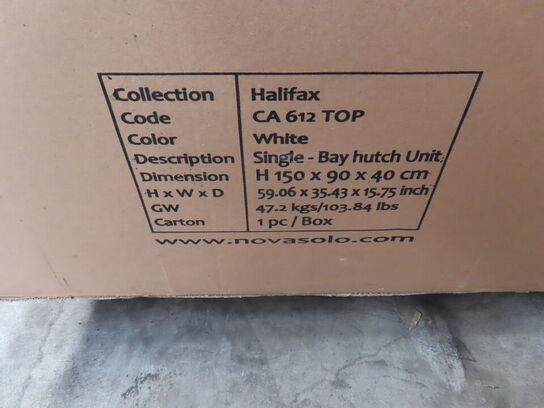 Collection Halifax
Code CA 612 TOP
Color White
Description Single - Bay hutch Unit
Dimension H 150 x 90 x 40 cm
H x W x D 59.06 x 35.43 x 15.75 inch
GW 47.2 kgs/103.84 lbs
Carton 1 pc / Box
www.novasolo.com